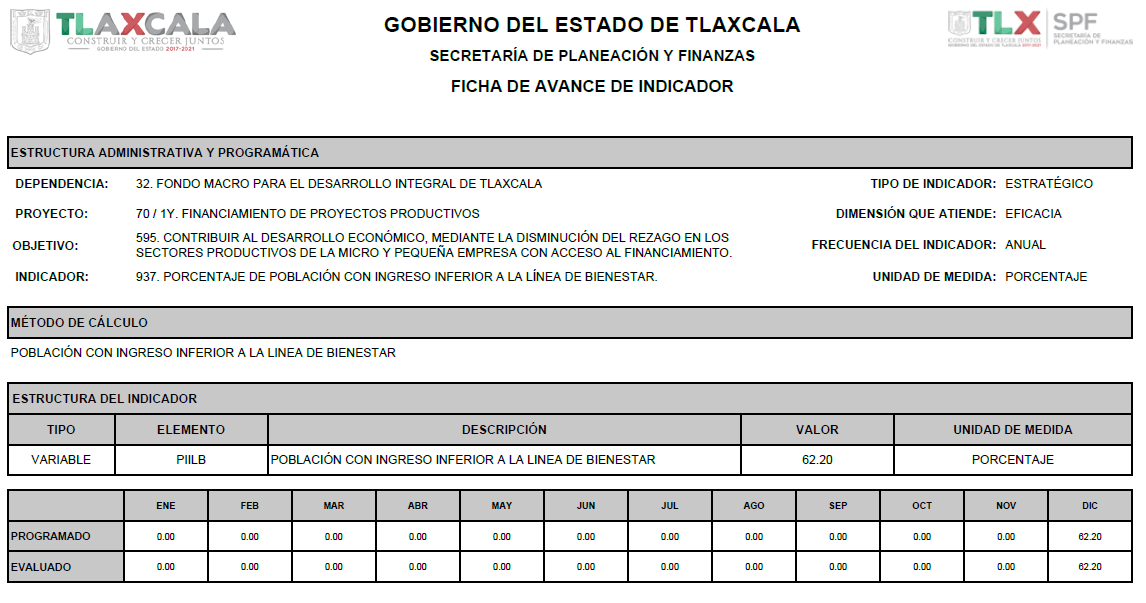 TLAXCALA
CONSTRUIR Y CRECER JUNTOS
GOBIERNO DEL ESTADO DE TLAXCALA 2017-2021
GOBIERNO DEL ESTADO DE TLAXCALA
SECRETARÍA DE PLANEACIÓN Y FINANZAS
FICHA DE AVANCE DE INDICADOR
TLX
CONSTRUIR Y CRECER JUNTOS
GOBIERNO DEL ESTADO DE TLAXCALA 2017-2021
SPF
SECRETARÍA DE
PLANEACIÓN Y FINANZAS
ESTRUCTURA ADMINISTRATIVA Y PROGRAMÁTICA
DEPENDENCIA: 32. FONDO MACRO PARA EL DESARROLLO INTEGRAL DE TLAXCALA TIPO DE INDICADOR: ESTRATÉGICO
PROYECTO: 70 / 1Y. FINANCIAMIENTO DE PROYECTOS PRODUCTIVOS DIMENSIÓN QUE ATIENDE: EFICACIA
OBJETIVO: 595. CONTRIBUIR AL DESARROLLO ECONÓMICO, MEDIANTE LA DISMINUCIÓN DEL REZAGO EN LOS
SECTORES PRODUCTIVOS DE LA MICRO Y PEQUEÑA EMPRESA CON ACCESO AL FINANCIAMIENTO. FRECUENCIA DEL INDICADOR: ANUAL
INDICADOR: 937. PORCENTAJE DE POBLACIÓN CON INGRESO INFERIOR A LA LÍNEA DE BIENESTAR. UNIDAD DE MEDIDA: PORCENTAJE
MÉTODO DE CÁLCULO
POBLACIÓN CON INGRESO INFERIOR A LA LINEA DE BIENESTAR
ESTRUCTURA DEL INDICADOR
TIPO ELEMENTO DESCRIPCIÓN VALOR UNIDAD DE MEDIDA
VARIABLE PIILB POBLACIÓN CON INGRESO INFERIOR A LA LINEA DE BIENESTAR 62.20 PORCENTAJE
ENE FEB MAR ABR MAY JUN JUL AGO SEP OCT NOV DIC
PROGRAMADO 0.00 0.00 0.00 0.00 0.00 0.00 0.00 0.00 0.00 0.00 0.00 62.20
EVALUADO 0.00 0.00 0.00 0.00 0.00 0.00 0.00 0.00 0.00 0.00 0.00 62.20